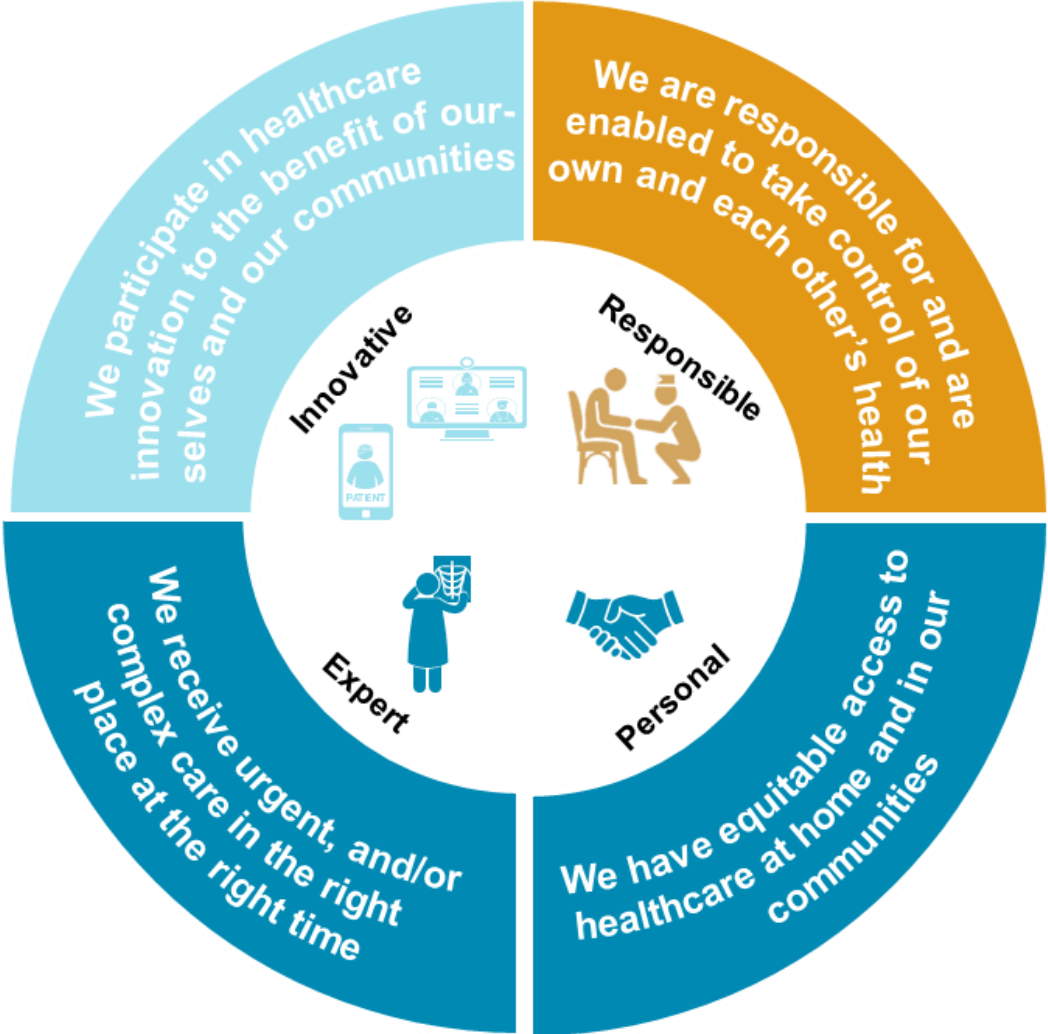 We participate in healthcare
innovation to the benefit of our-
selves and our communities
We are responsible for and are
enabled to take control of our
own and each other's health
Innovative
Responsible
PATIENT
Expert
Personal
We receive urgent, and/or
complex care in the right
place at the right time
We have equitable access to
healthcare at home and in our
communities